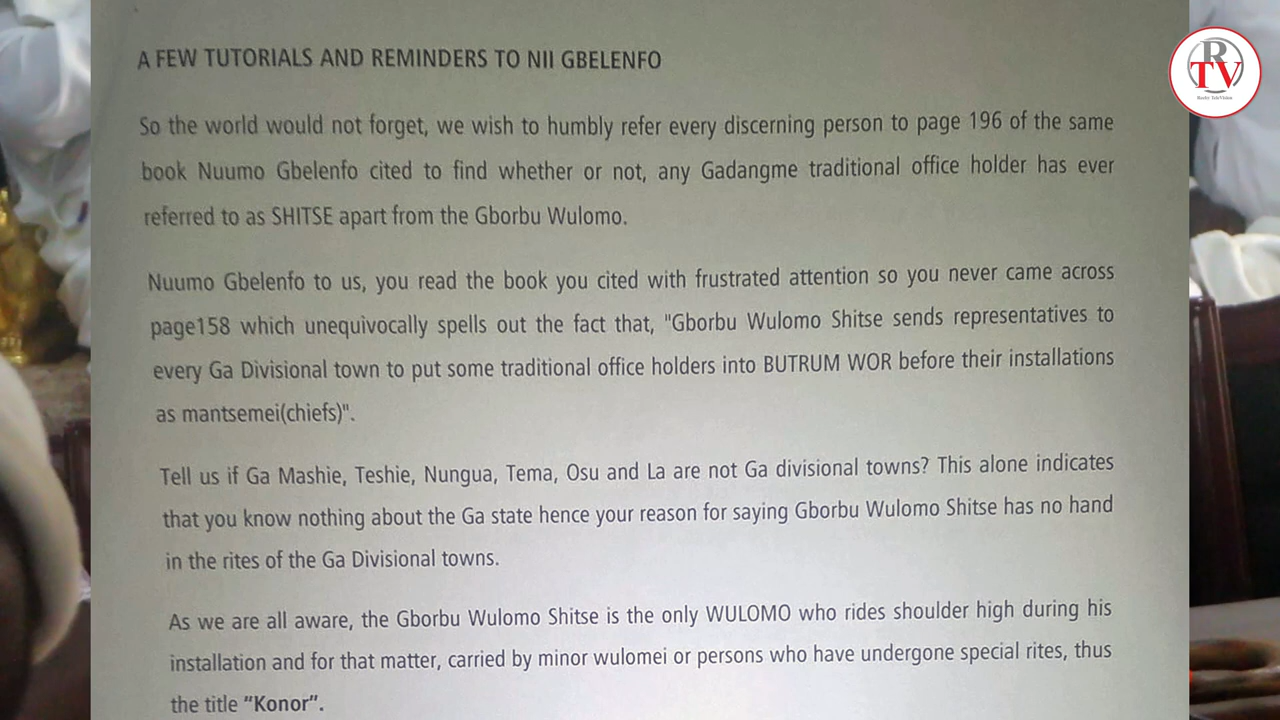 A FEW TUTORIALS AND REMINDERS TO NII GBELENFO
So the world would not forget, we wish to humbly refer every discerning person to page 196 of the same
book Nuumo Gbelenfo cited to find whether or not, any Gadangme traditional office holder has ever
referred to as SHITSE apart from the Gborbu Wulomo.
Nuumo Gbelenfo to us, you read the book you cited with frustrated attention so you never came across
page158 which unequivocally spells out the fact that, "Gborbu Wulomo Shitse sends representatives to
every Ga Divisional town to put some traditional office holders into BUTRUM WOR before their installations
as mantsemei(chiefs)".
Tell us if Ga Mashie, Teshie, Nungua, Tema, Osu and La are not Ga divisional towns? This alone indicates
that you know nothing about the Ga state hence your reason for saying Gborbu Wulomo Shitse has no hand
in the rites of the Ga Divisional towns.
As we are all aware, the Gborbu Wulomo Shitse is the only WULOMO who rides shoulder high during his
installation and for that matter, carried by minor wulomei or persons who have undergone special rites, thus
the title "Konor".
R
TV